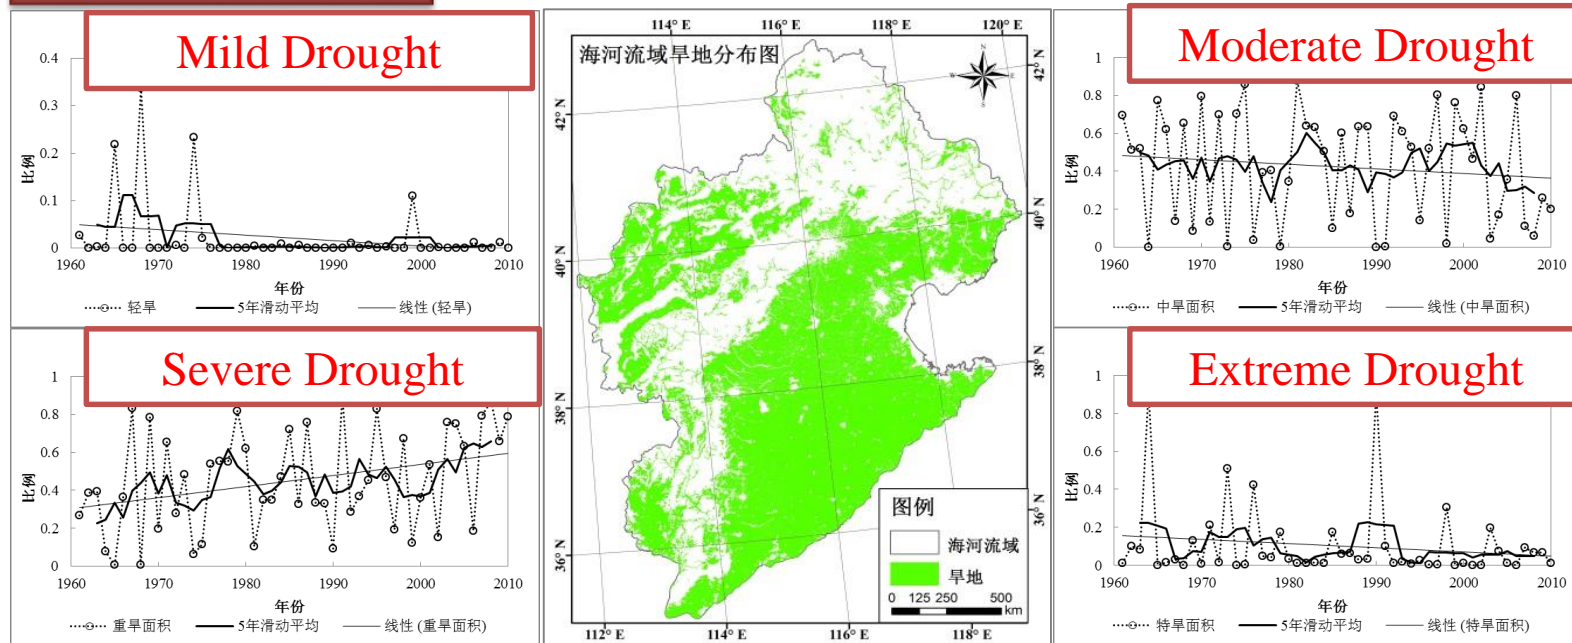 Mild Drought
0.4
0.3
0.2
0.1
0
比例
1960 1970 1980 1990 2000 2010
年份
轻旱 5年滑动平均 线性 (轻旱)
Severe Drought
1
0.8
0.6
0.4
0.2
0
比例
1960 1970 1980 1990 2000 2010
年份
重旱面积 5年滑动平均 线性 (重旱面积)
114° E 116° E 118° E 120° E
海河流域旱地分布图
N
W E
S
42° N 42° N
40° N 40° N
38° N 38° N
36° N 36° N
图例
海河流域
旱地
0 125 250 500
km
112° E 114° E 116° E 118° E
Moderate Drought
1
0.8
0.6
0.4
0.2
0
比例
1960 1970 1980 1990 2000 2010
年份
中旱面积 5年滑动平均 线性 (中旱面积)
Extreme Drought
1
0.8
0.6
0.4
0.2
0
比例
1960 1970 1980 1990 2000 2010
年份
特旱面积 5年滑动平均 线性 (特旱面积)